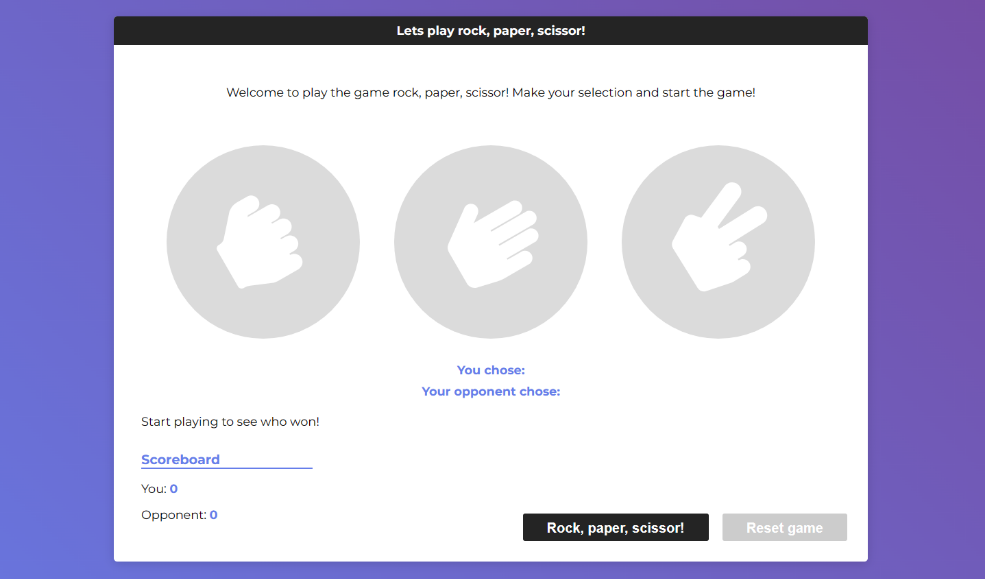 Lets play rock, paper, scissor!
Welcome to play the game rock, paper, scissor! Make your selection and start the game!
You chose:
Your opponent chose:
Start playing to see who won!
Scoreboard
You: 0
Opponent: 0
Rock, paper, scissor!
Reset game